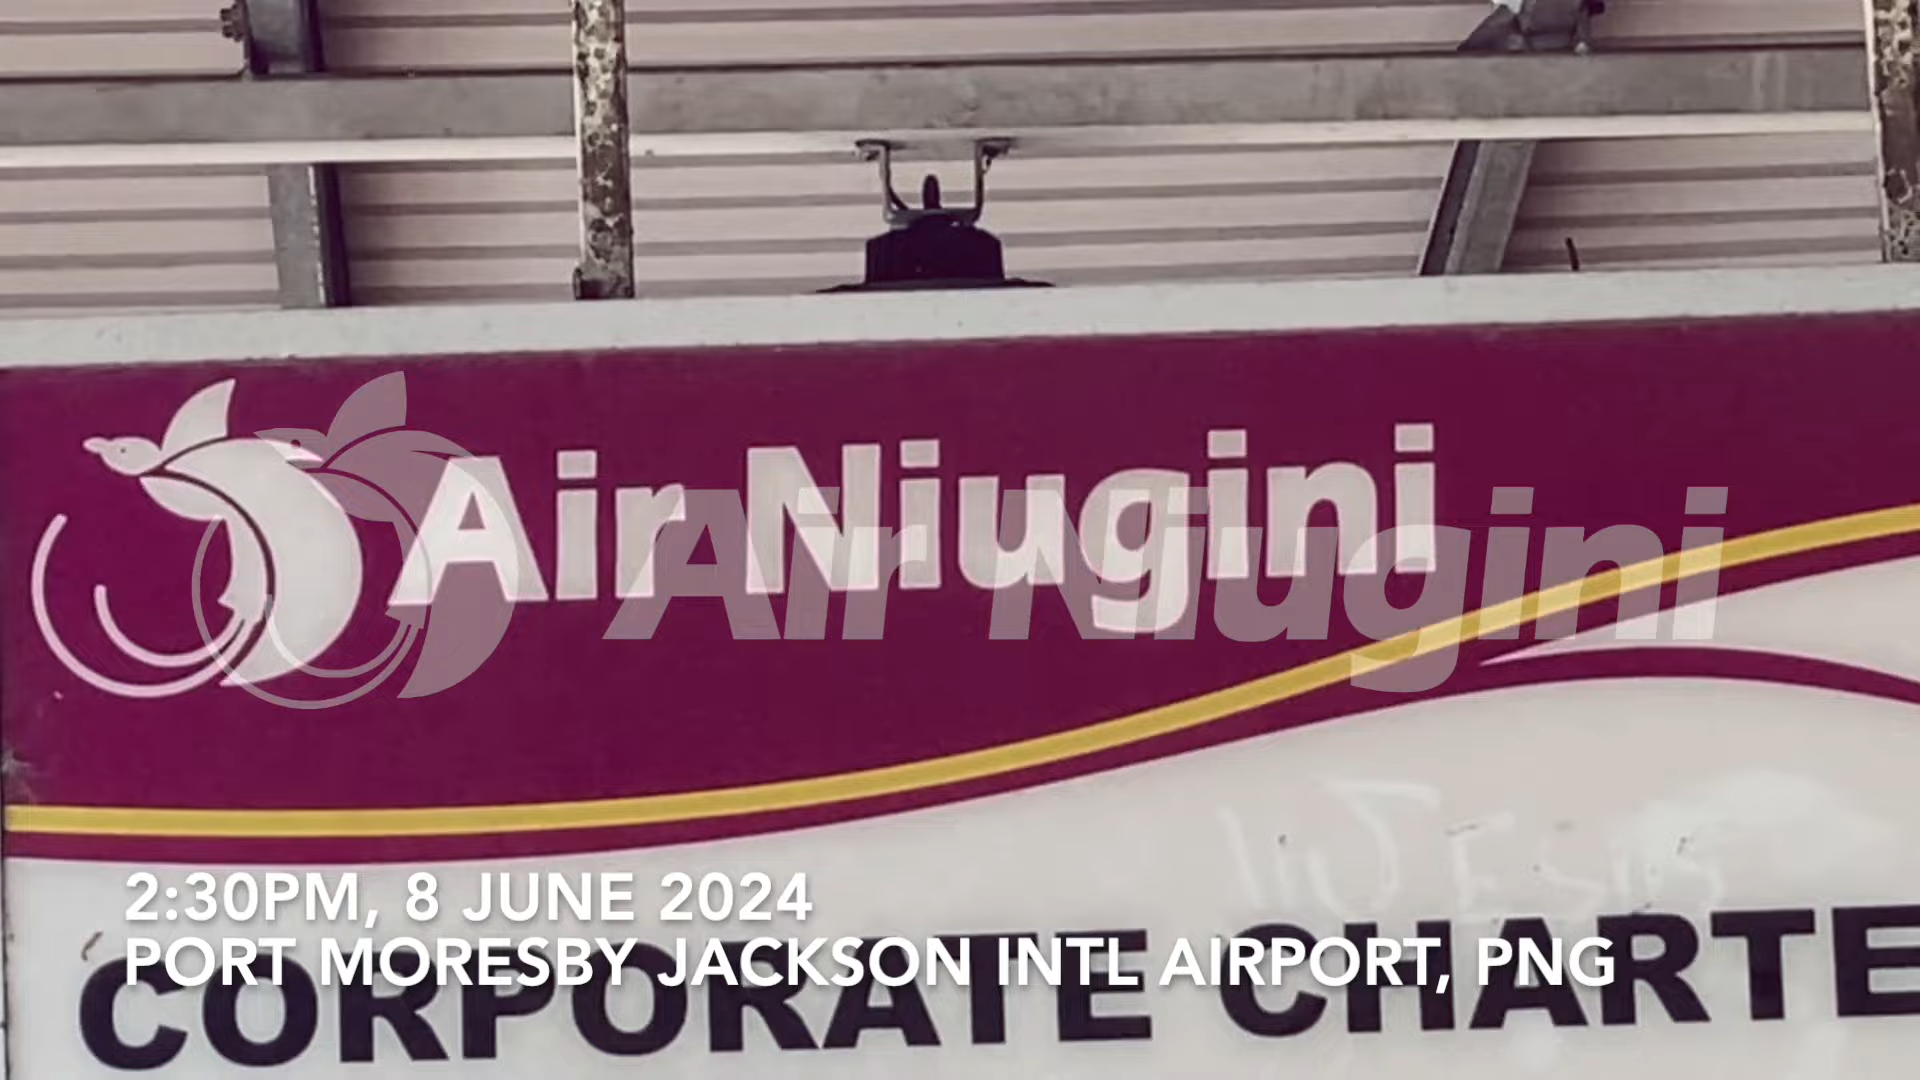 Air Niugini
Air Niugini
2:30PM, 8 JUNE 2024
PORT MORESBY JACKSON INTL AIRPORT, PNG
CORPORATE CHARTE